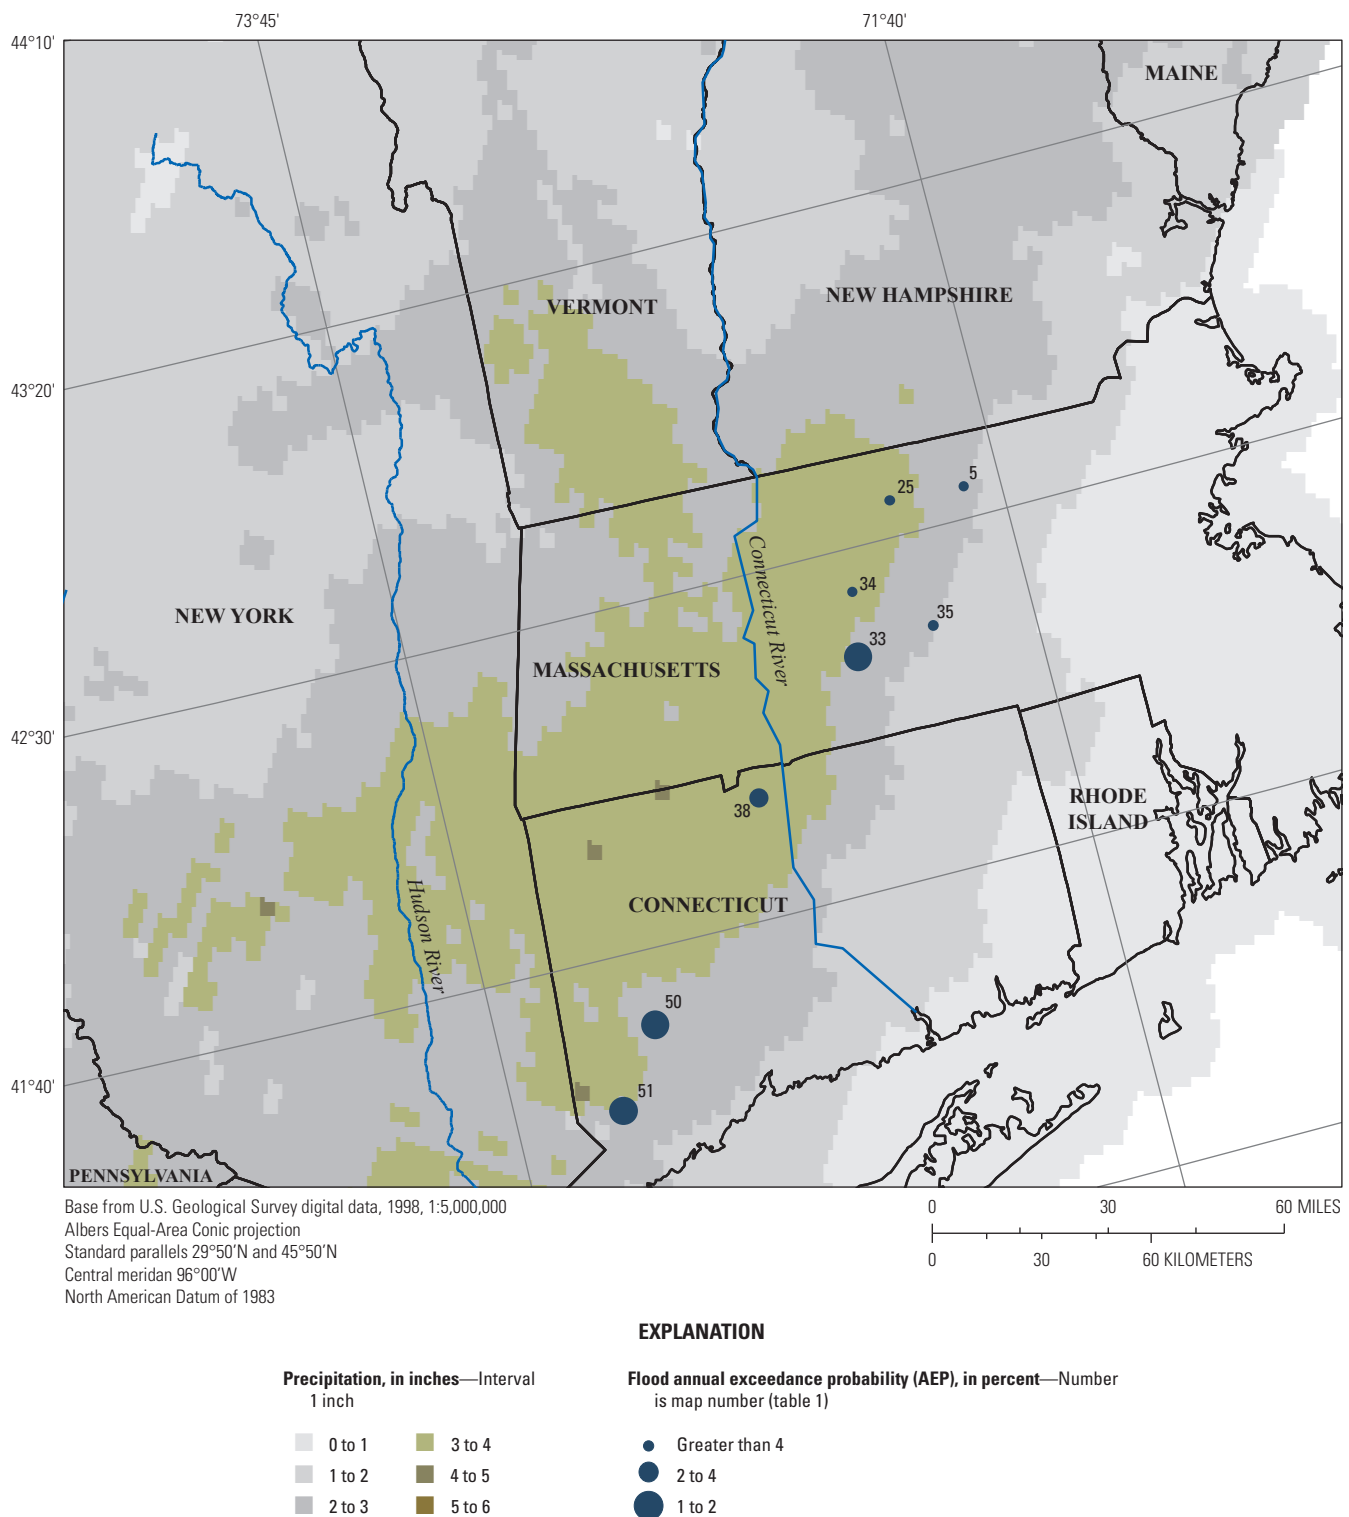 73°45'
71°40'
44°10'
MAINE
VERMONT
NEW HAMPSHIRE
43°20'
5
25
Connecticut River
34
NEW YORK
35
33
MASSACHUSETTS
42°30'
RHODE
ISLAND
38
CONNECTICUT
Hudson River
50
41°40'
51
PENNSYLVANIA
Base from U.S. Geological Survey digital data, 1998, 1:5,000,000
Albers Equal-Area Conic projection
Standard parallels 29°50'N and 45°50'N
Central meridian 96°00'W
North American Datum of 1983
0 30 60 MILES
0 30 60 KILOMETERS
EXPLANATION
Precipitation, in inches—Interval
1 inch
0 to 1
1 to 2
2 to 3
3 to 4
4 to 5
5 to 6
Flood annual exceedance probability (AEP), in percent—Number
is map number (table 1)
Greater than 4
2 to 4
1 to 2